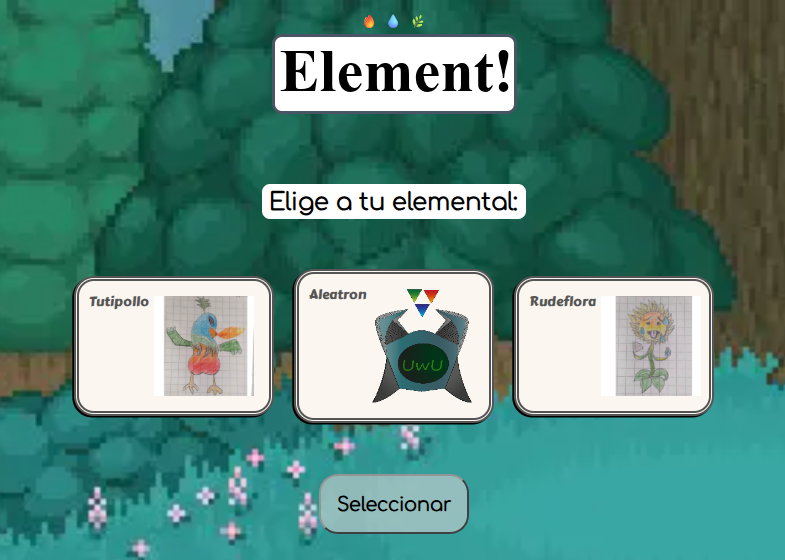 Element!
Elige a tu elemental:
Tutipollo
Aleatron
UwU
Rudeflora
Seleccionar